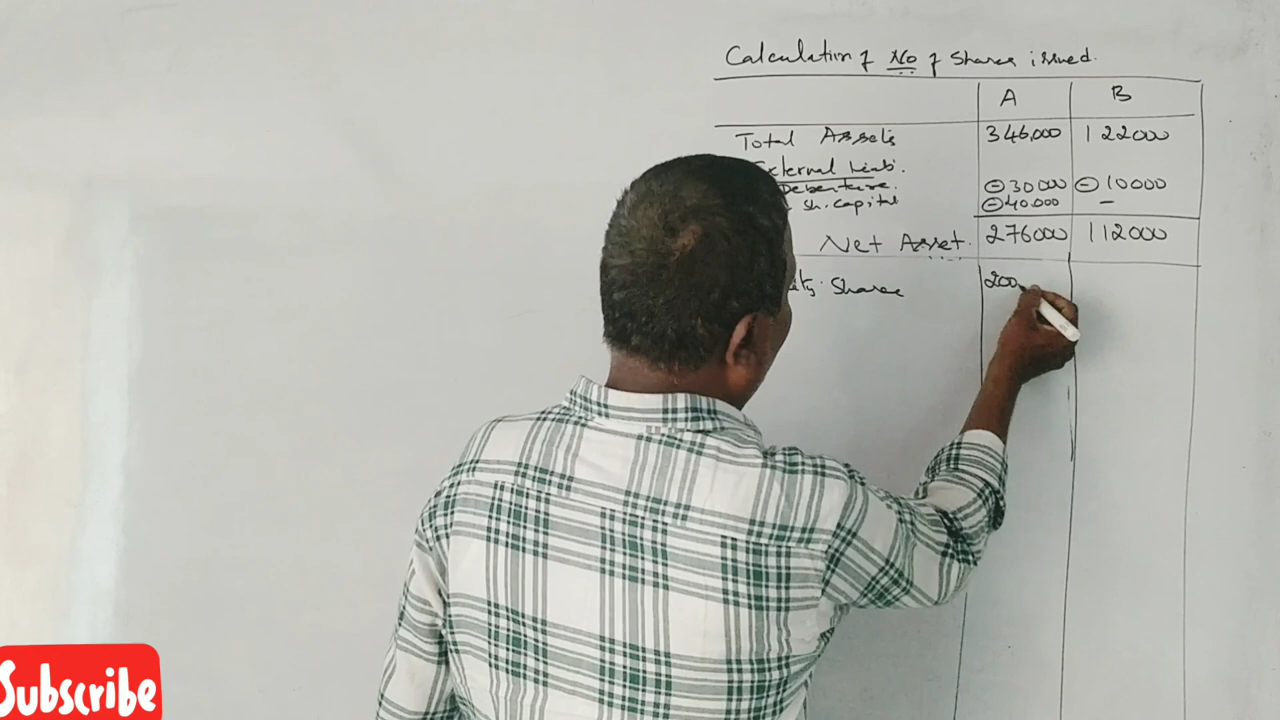 Calculation of No of Shares issued.
A B
Total Assets 346,000 122000
External Liab.
Debenture. ⊖30000 ⊖10000
Sh. capital ⊖40,000 –
Net Asset. 276000 112000
Shares 200
Subscribe